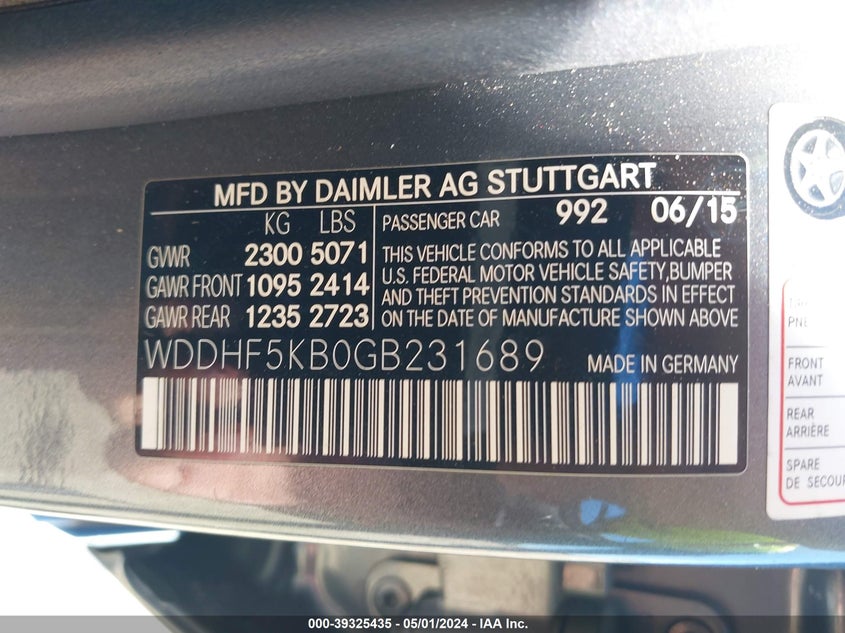 MFD BY DAIMLER AG STUTTGART
KG LBS
PASSENGER CAR 992 06/15
GVWR 2300 5071
GAWR FRONT 1095 2414
GAWR REAR 1235 2723
THIS VEHICLE CONFORMS TO ALL APPLICABLE
U.S. FEDERAL MOTOR VEHICLE SAFETY,BUMPER
AND THEFT PREVENTION STANDARDS IN EFFECT
ON THE DATE OF MANUFACTURE SHOWN ABOVE
WDDHF5KB0GB231689 MADE IN GERMANY
FRONT
AVANT
REAR
ARRIÈRE
SPARE
DE SECOUR
000-39325435 - 05/01/2024 - IAA Inc.